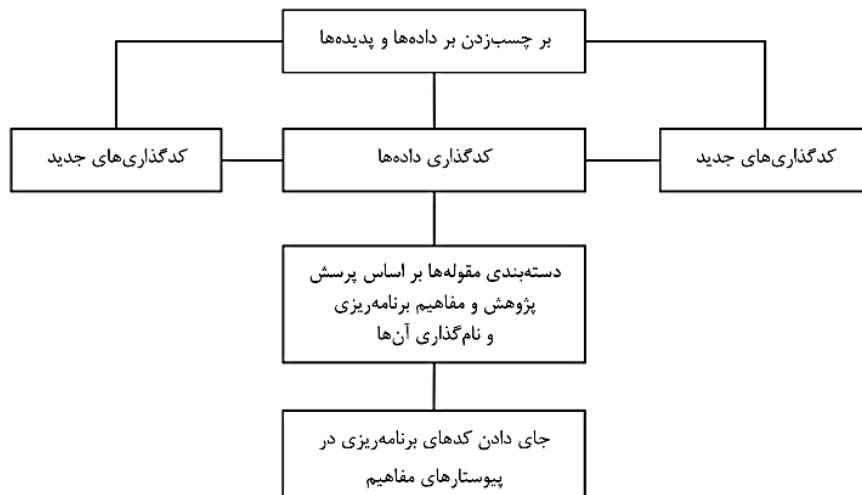 بر چسب‌زدن بر داده‌ها و پدیده‌ها
کدگذاری‌های جدید
کدگذاری داده‌ها
کدگذاری‌های جدید
دسته‌بندی مقوله‌ها بر اساس پرسش
پژوهش و مفاهیم برنامه‌ریزی
و نام‌گذاری آن‌ها
جای دادن کدهای برنامه‌ریزی در
پیوستارهای مفاهیم